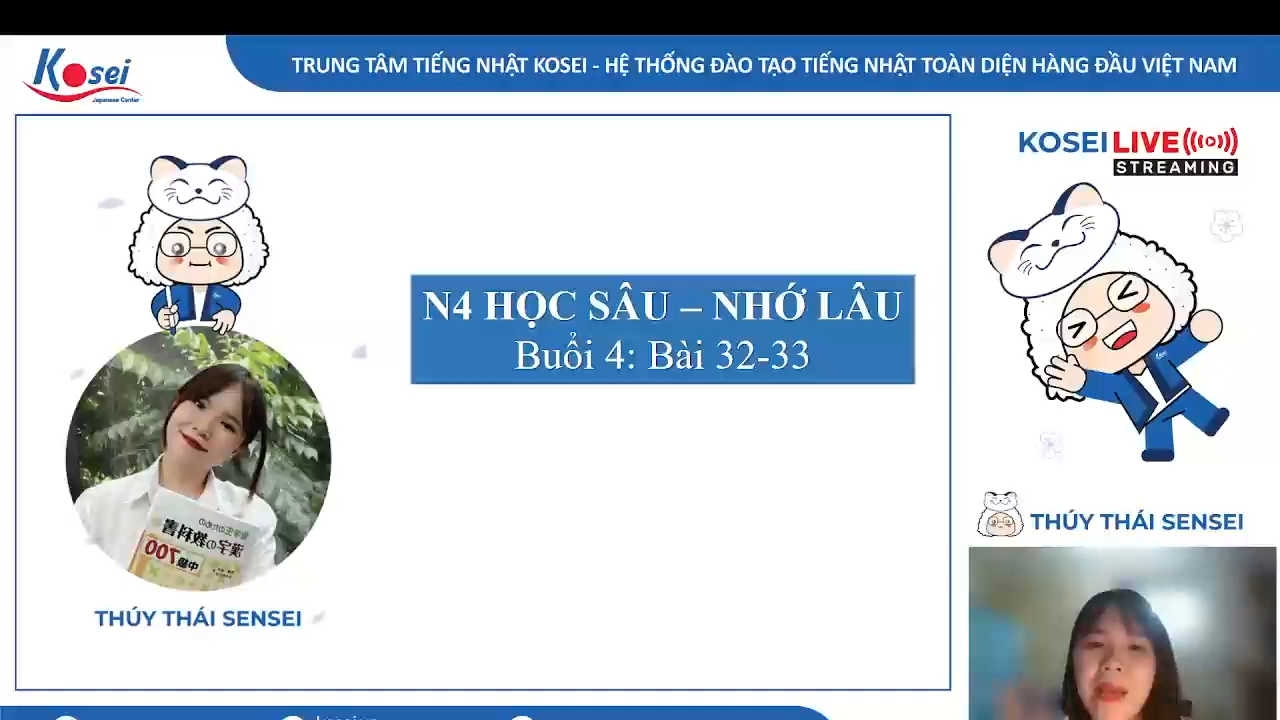 Kosei
Japanese Center
TRUNG TÂM TIẾNG NHẬT KOSEI - HỆ THỐNG ĐÀO TẠO TIẾNG NHẬT TOÀN DIỆN HÀNG ĐẦU VIỆT NAM
N4 HỌC SÂU – NHỚ LÂU
Buổi 4: Bài 32-33
THÚY THÁI SENSEI
KOSEI LIVE
STREAMING
THÚY THÁI SENSEI